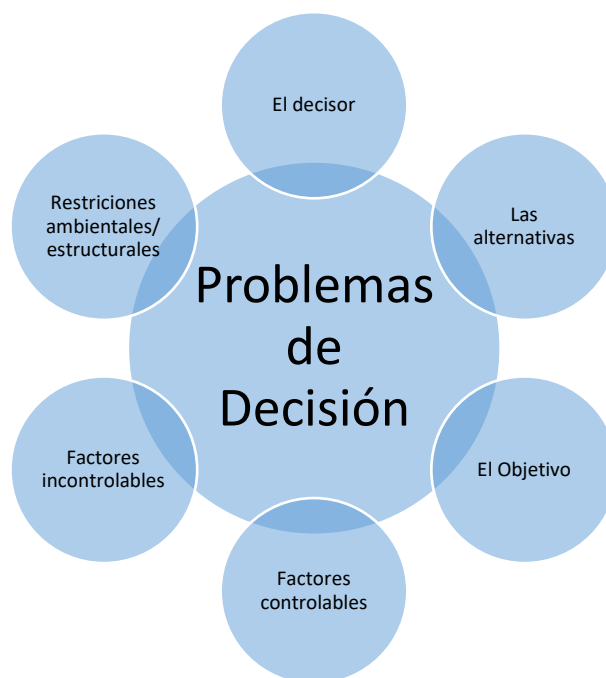 El decisor
Las
alternativas
El Objetivo
Factores
controlables
Factores
incontrolables
Restriciones
ambientales/
estructurales
Problemas
de
Decisión